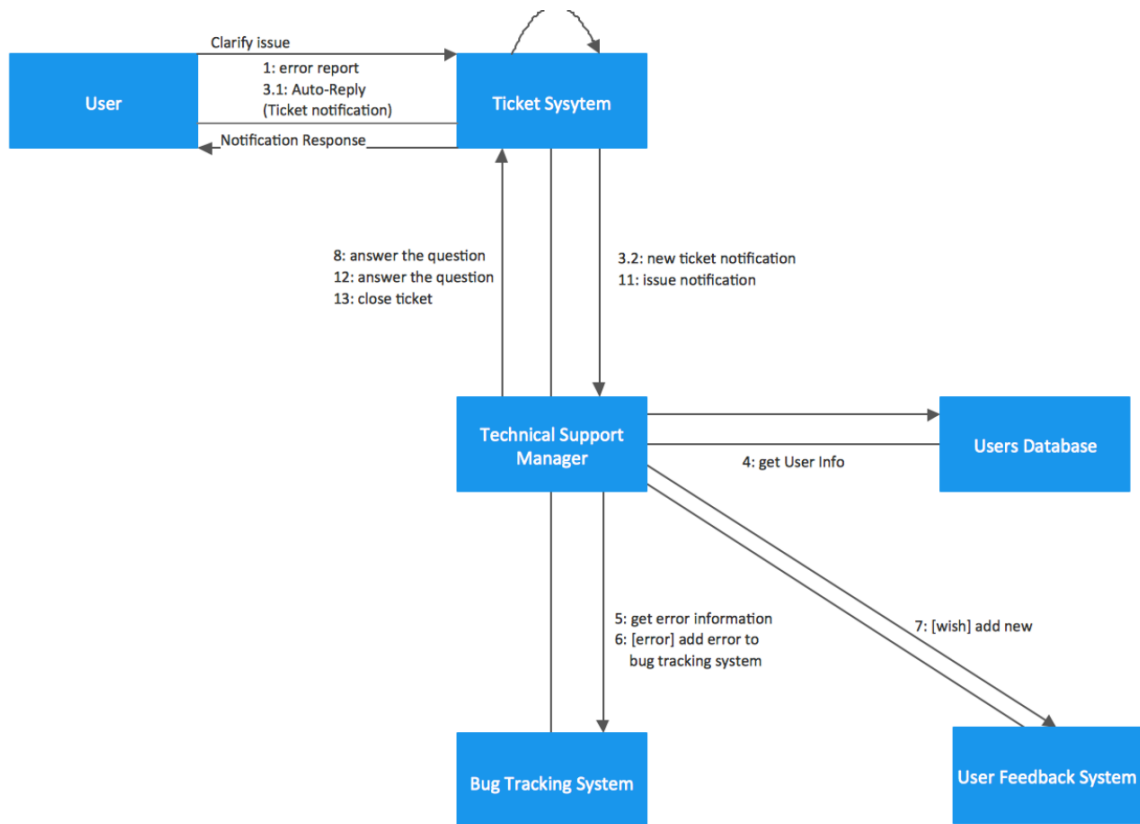 Clarify issue
1: error report
3.1: Auto-Reply
(Ticket notification)
Notification Response
User
Ticket Sysytem
8: answer the question
12: answer the question
13: close ticket
3.2: new ticket notification
11: issue notification
Technical Support
Manager
Users Database
4: get User Info
5: get error information
6: [error] add error to
bug tracking system
7: [wish] add new
Bug Tracking System
User Feedback System